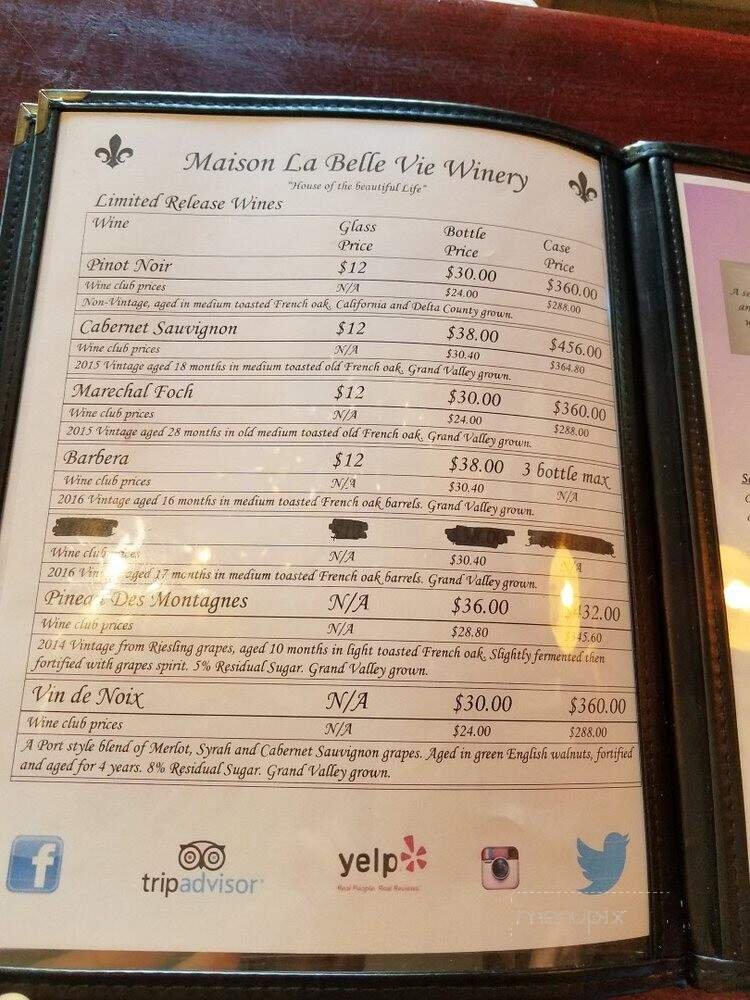 Maison La Belle Vie Winery
"House of the beautiful Life"
Limited Release Wines
Wine Glass Price Bottle Price Case Price
Pinot Noir $12 $30.00 $360.00
Wine club prices N/A $24.00 $288.00
Non-Vintage, aged in medium toasted French oak. California and Delta County grown.
Cabernet Sauvignon $12 $38.00 $456.00
Wine club prices N/A $30.40 $364.80
2015 Vintage aged 18 months in medium toasted old French oak. Grand Valley grown.
Marechal Foch $12 $30.00 $360.00
Wine club prices N/A $24.00 $288.00
2015 Vintage aged 28 months in old medium toasted old French oak. Grand Valley grown.
Barbera $12 $38.00 3 bottle max
Wine club prices N/A $30.40 N/A
2016 Vintage aged 16 months in medium toasted French oak barrels. Grand Valley grown.
Wine club N/A $30.40
2016 aged 17 months in medium toasted French oak barrels. Grand Valley grown.
Des Montagnes N/A $36.00 $432.00
Wine club prices N/A $28.80 $345.60
2014 Vintage from Riesling grapes, aged 10 months in light toasted French oak. Slightly fermented then
fortified with grapes spirit. 5% Residual Sugar. Grand Valley grown.
Vin de Noix N/A $30.00 $360.00
Wine club prices N/A $24.00 $288.00
A Port style blend of Merlot, Syrah and Cabernet Sauvignon grapes. Aged in green English walnuts, fortified
and aged for 4 years. 8% Residual Sugar. Grand Valley grown.
f
tripadvisor
yelp
Real People. Real Reviews.
menupix
A se
an